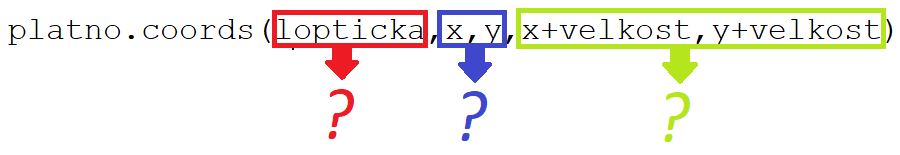 platno.coords(lopticka,x,y,x+velkost,y+velkost)
? ? ?